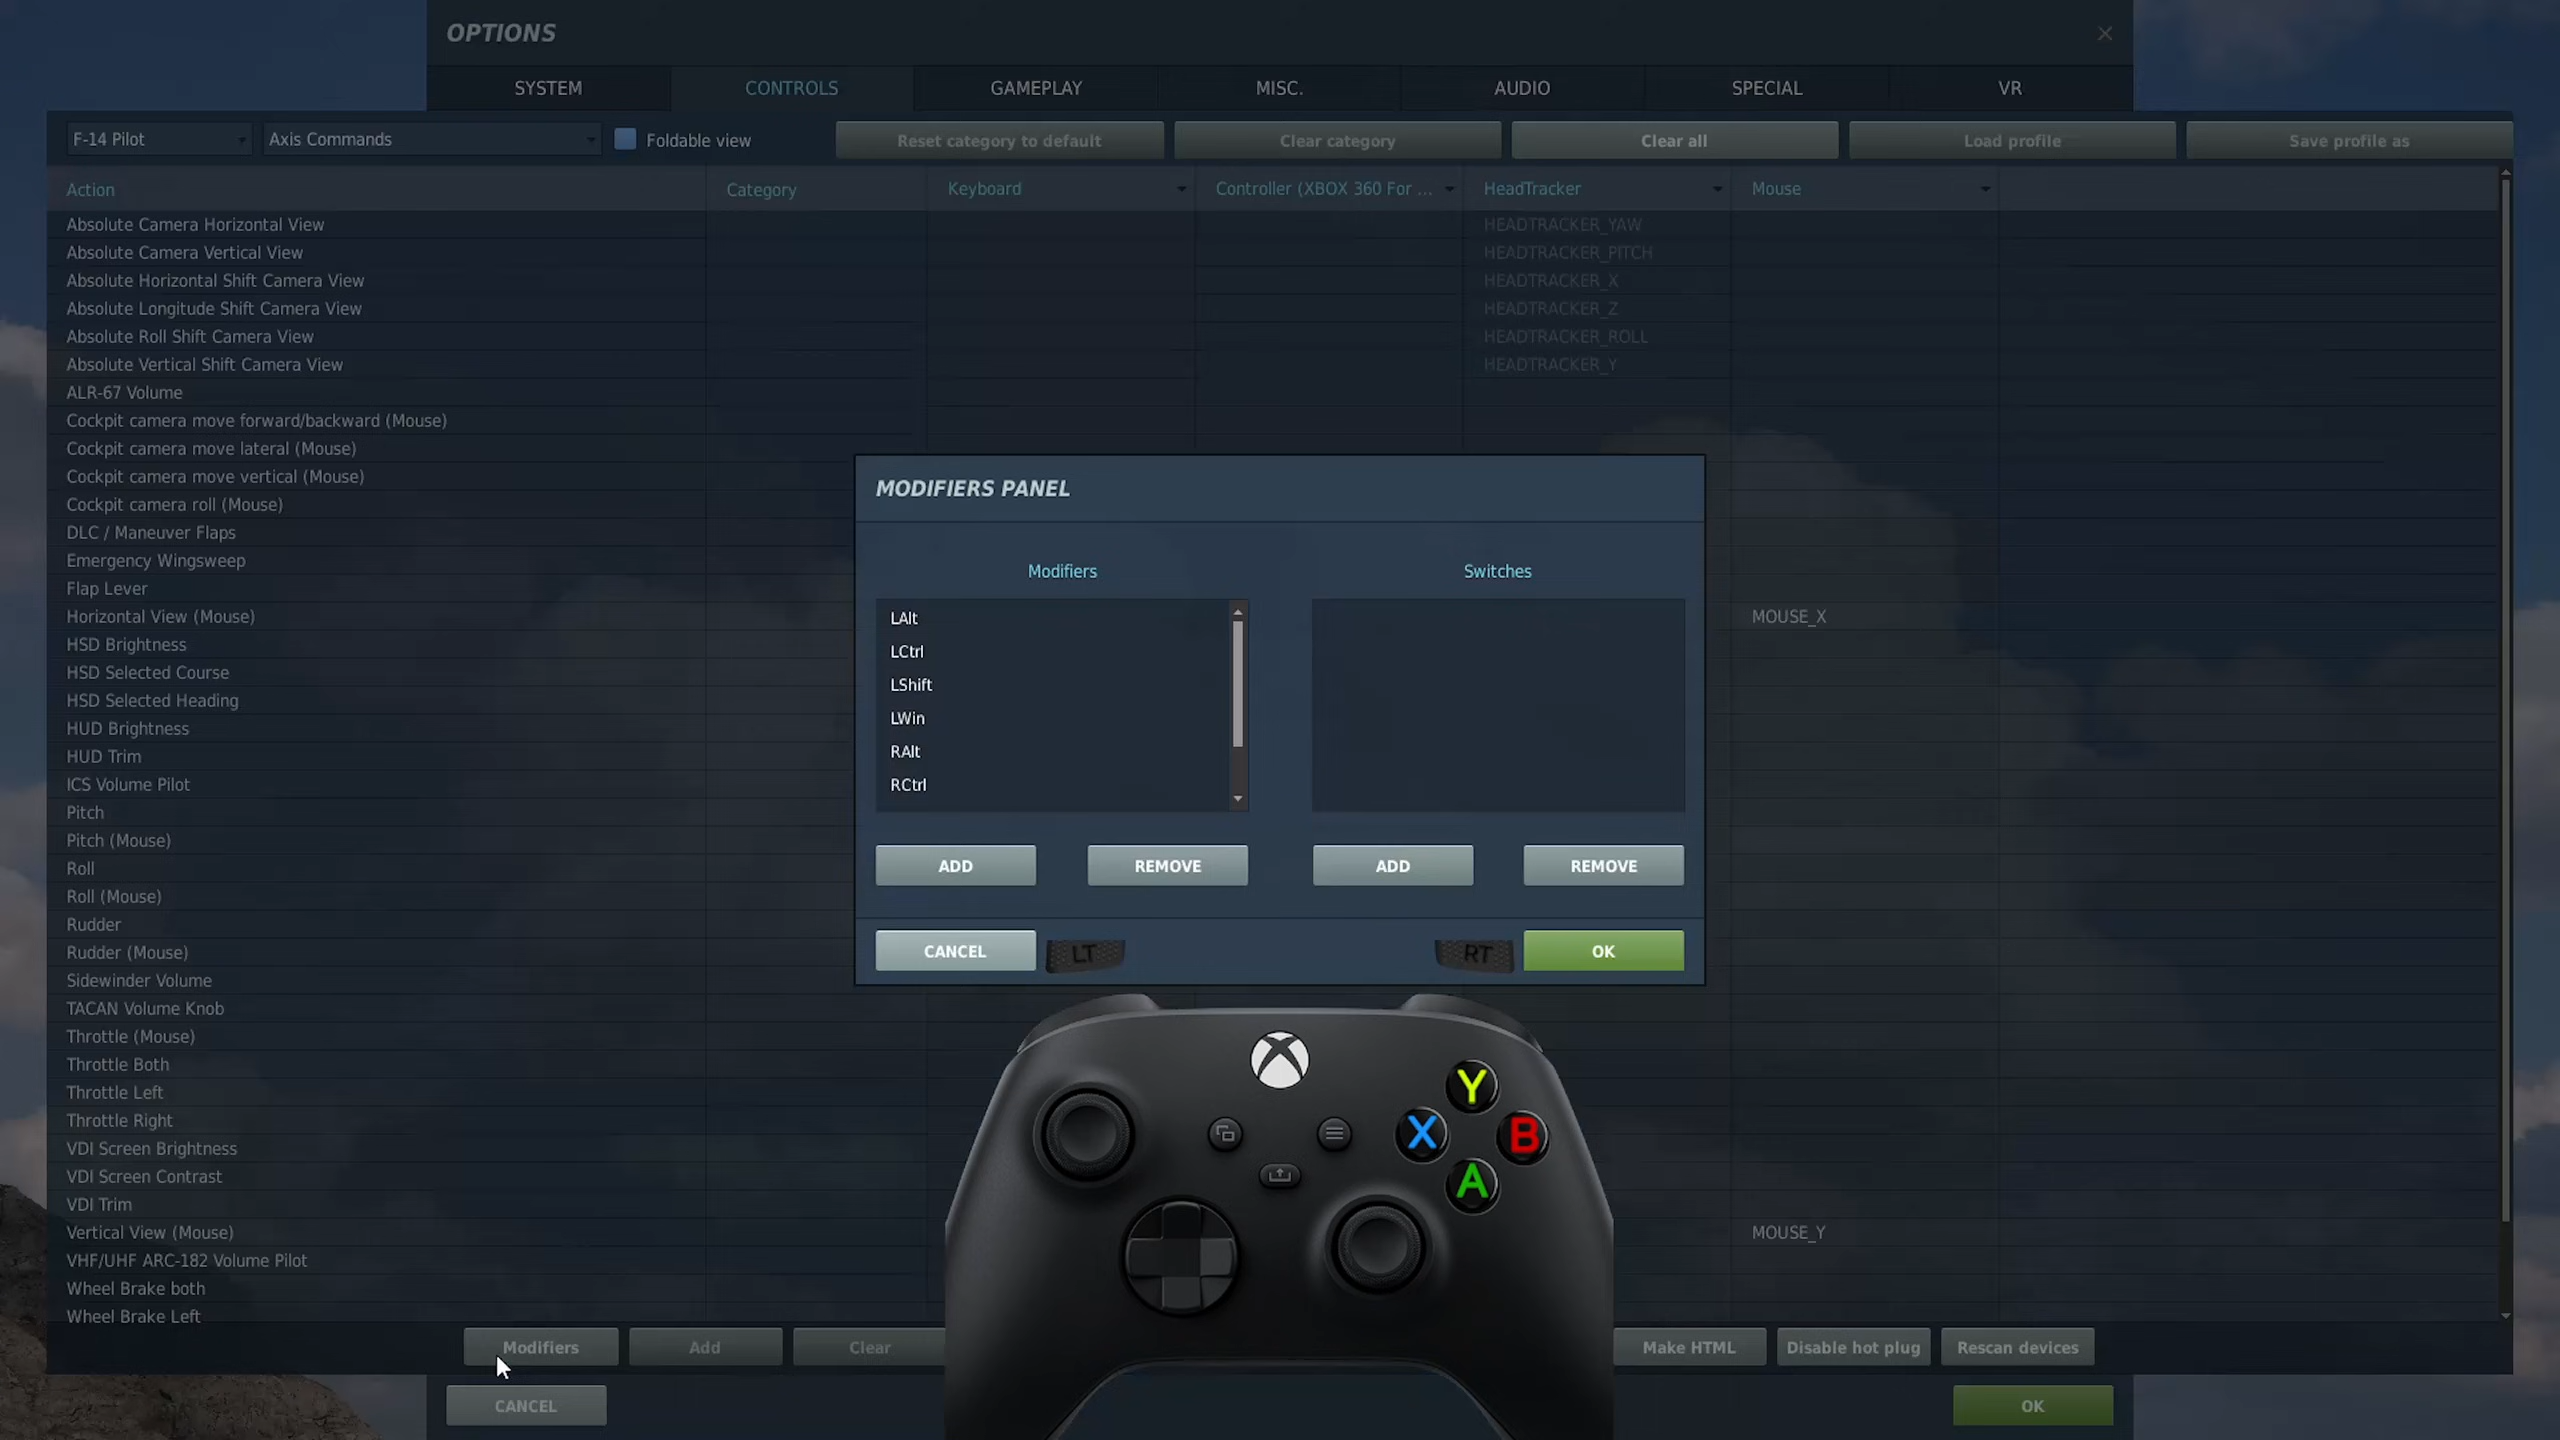 OPTIONS
SYSTEM CONTROLS GAMEPLAY MISC. AUDIO SPECIAL VR
F-14 Pilot Axis Commands Foldable view Reset category to default Clear category Clear all Load profile Save profile as
Action Category Keyboard Controller (XBOX 360 For ... HeadTracker Mouse
Absolute Camera Horizontal View HEADTRACKER_YAW
Absolute Camera Vertical View HEADTRACKER_PITCH
Absolute Horizontal Shift Camera View HEADTRACKER_X
Absolute Longitude Shift Camera View HEADTRACKER_Z
Absolute Roll Shift Camera View HEADTRACKER_ROLL
Absolute Vertical Shift Camera View HEADTRACKER_Y
ALR-67 Volume
Cockpit camera move forward/backward (Mouse)
Cockpit camera move lateral (Mouse)
Cockpit camera move vertical (Mouse)
Cockpit camera roll (Mouse)
DLC / Maneuver Flaps
Emergency Wingsweep
Flap Lever
Horizontal View (Mouse) MOUSE_X
HSD Brightness
HSD Selected Course
HSD Selected Heading
HUD Brightness
HUD Trim
ICS Volume Pilot
Pitch
Pitch (Mouse)
Roll
Roll (Mouse)
Rudder
Rudder (Mouse)
Sidewinder Volume
TACAN Volume Knob
Throttle (Mouse)
Throttle Both
Throttle Left
Throttle Right
VDI Screen Brightness
VDI Screen Contrast
VDI Trim
Vertical View (Mouse) MOUSE_Y
VHF/UHF ARC-182 Volume Pilot
Wheel Brake both
Wheel Brake Left
MODIFIERS PANEL
Modifiers Switches
LAlt
LCtrl
LShift
LWin
RAlt
RCtrl
ADD REMOVE ADD REMOVE
CANCEL LT RT OK
Y
X B
A
Modifiers Add Clear Make HTML Disable hot plug Rescan devices
CANCEL OK